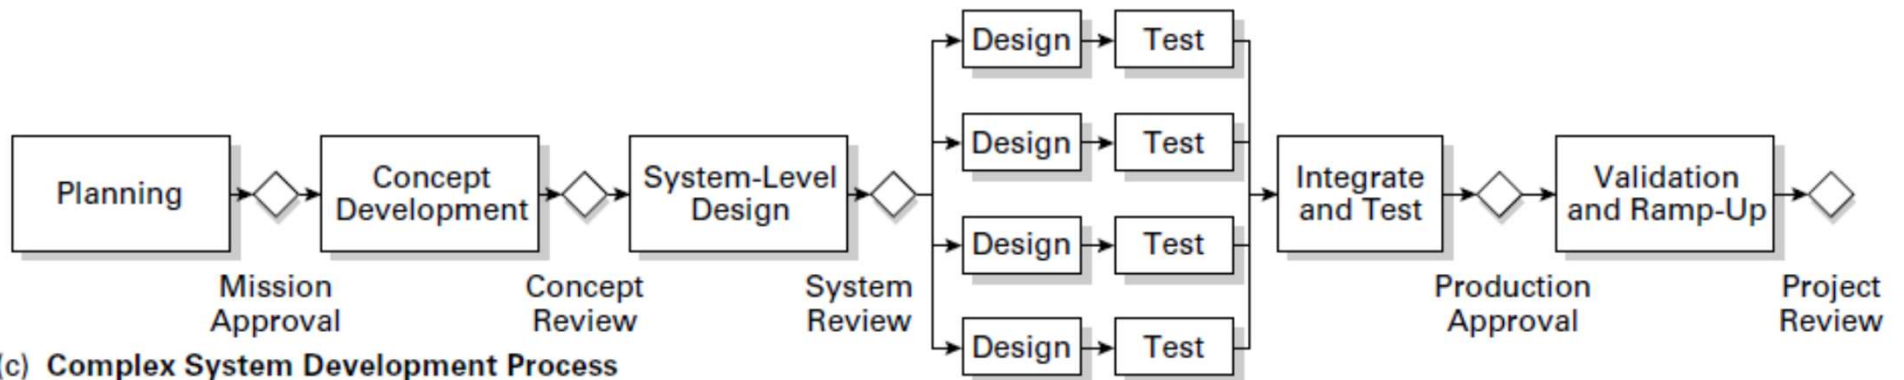 Planning
Mission
Approval
Concept
Development
Concept
Review
System-Level
Design
System
Review
Design
Test
Design
Test
Design
Test
Design
Test
Integrate
and Test
Production
Approval
Validation
and Ramp-Up
Project
Review
(c) Complex System Development Process